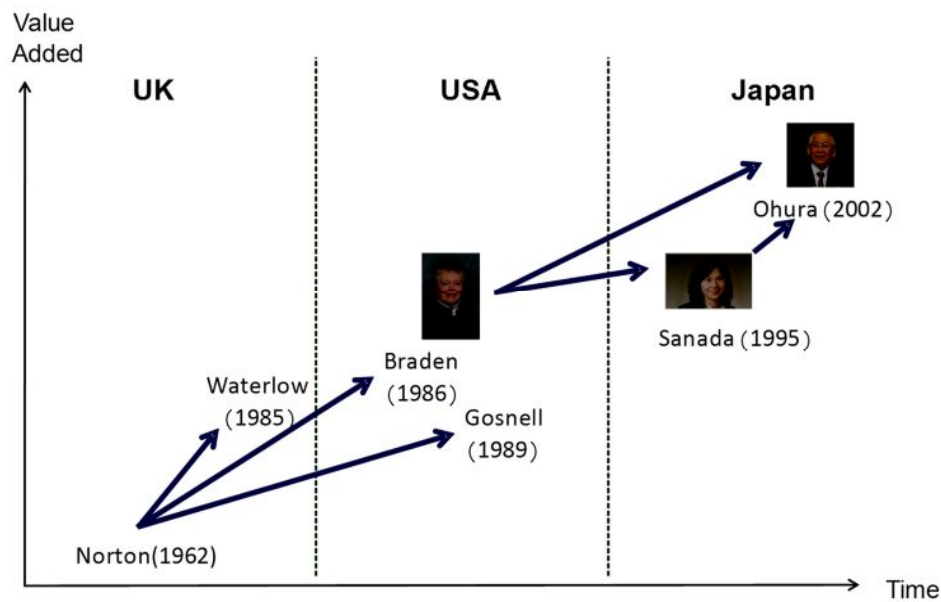 Value
Added
UK
USA
Japan
Ohura (2002)
Sanada (1995)
Braden
(1986)
Waterlow
(1985)
Gosnell
(1989)
Norton(1962)
Time